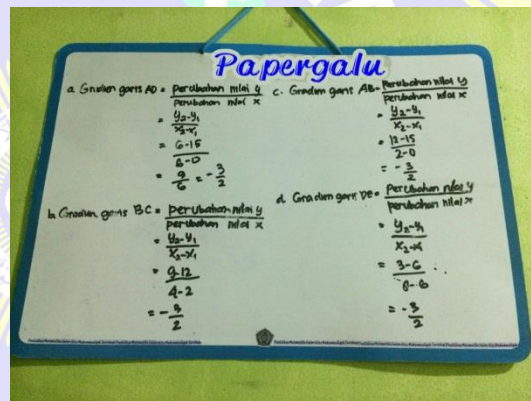 Papergalu
a Gradien garis AD = perubahan nilai y / perubahan nilai x
= y₂-y₁ / x₂-x₁
= 6-15 / 6-0
= 9/6 = -3/2
b. Gradien garis BC = perubahan nilai y / perubahan nilai x
= y₂-y₁ / x₂-x₁
= 9-12 / 4-2
= -3/2
c. Gradien garis AB = Perubahan nilai y / perubahan nilai x
= y₂-y₁ / x₂-x₁
= 12-15 / 2-0
= -3/2
d Gradien garis DE = Perubahan nilai y / perubahan nilai x
= y₂-y₁ / x₂-x₁
= 3-6 / 8-6
= -3/2